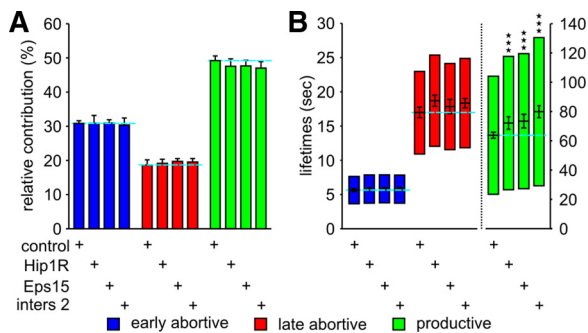 A
B
relative contribution (%)
60
50
40
30
20
10
0
lifetimes (sec)
30
25
20
15
10
5
0
*** *** ***
140
120
100
80
60
40
20
0
control + + + + + +
Hip1R + + + + + +
Eps15 + + + + + +
inters 2 + + + + + +
early abortive late abortive productive